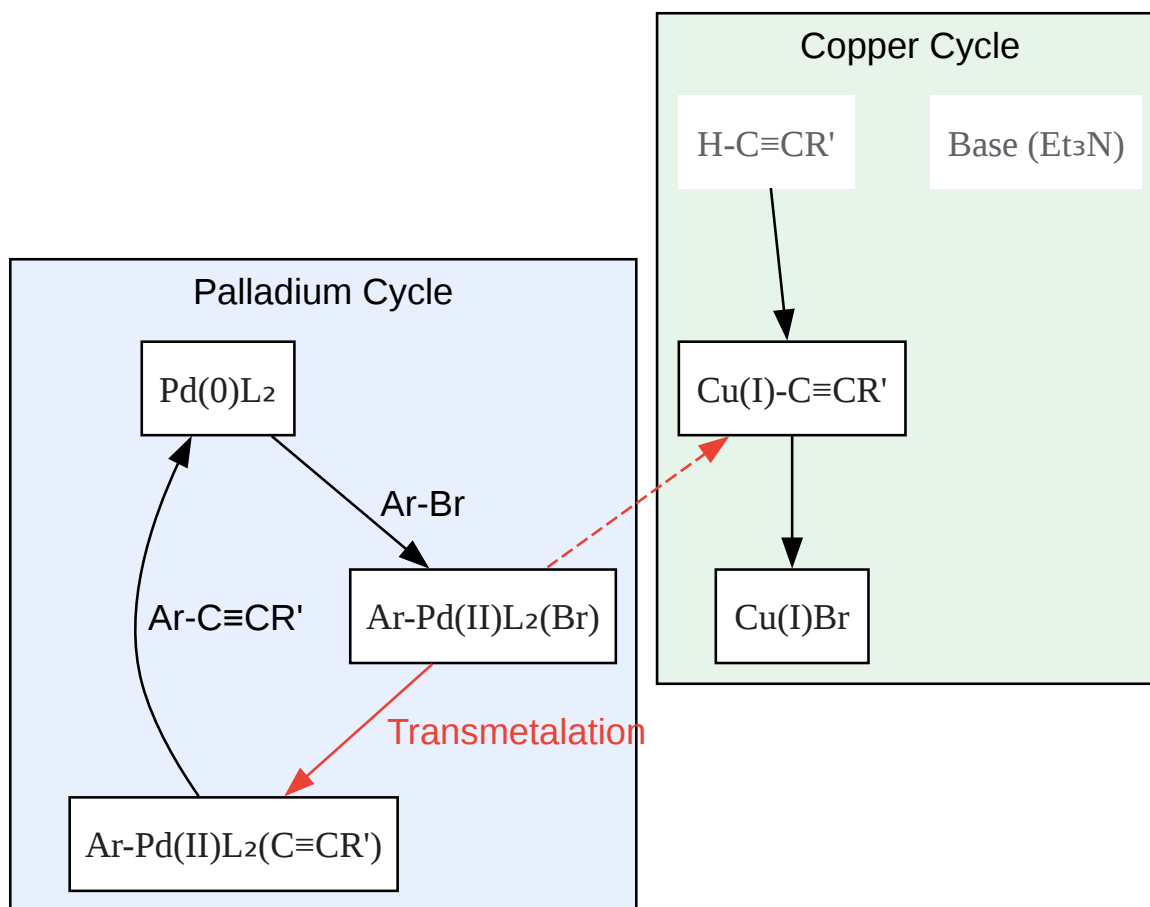 Copper Cycle
H-C≡CR'
Base (Et₃N)
Palladium Cycle
Pd(0)L₂
Cu(I)-C≡CR'
Ar-Br
Ar-C≡CR'
Ar-Pd(II)L₂(Br)
Cu(I)Br
Transmetalation
Ar-Pd(II)L₂(C≡CR')